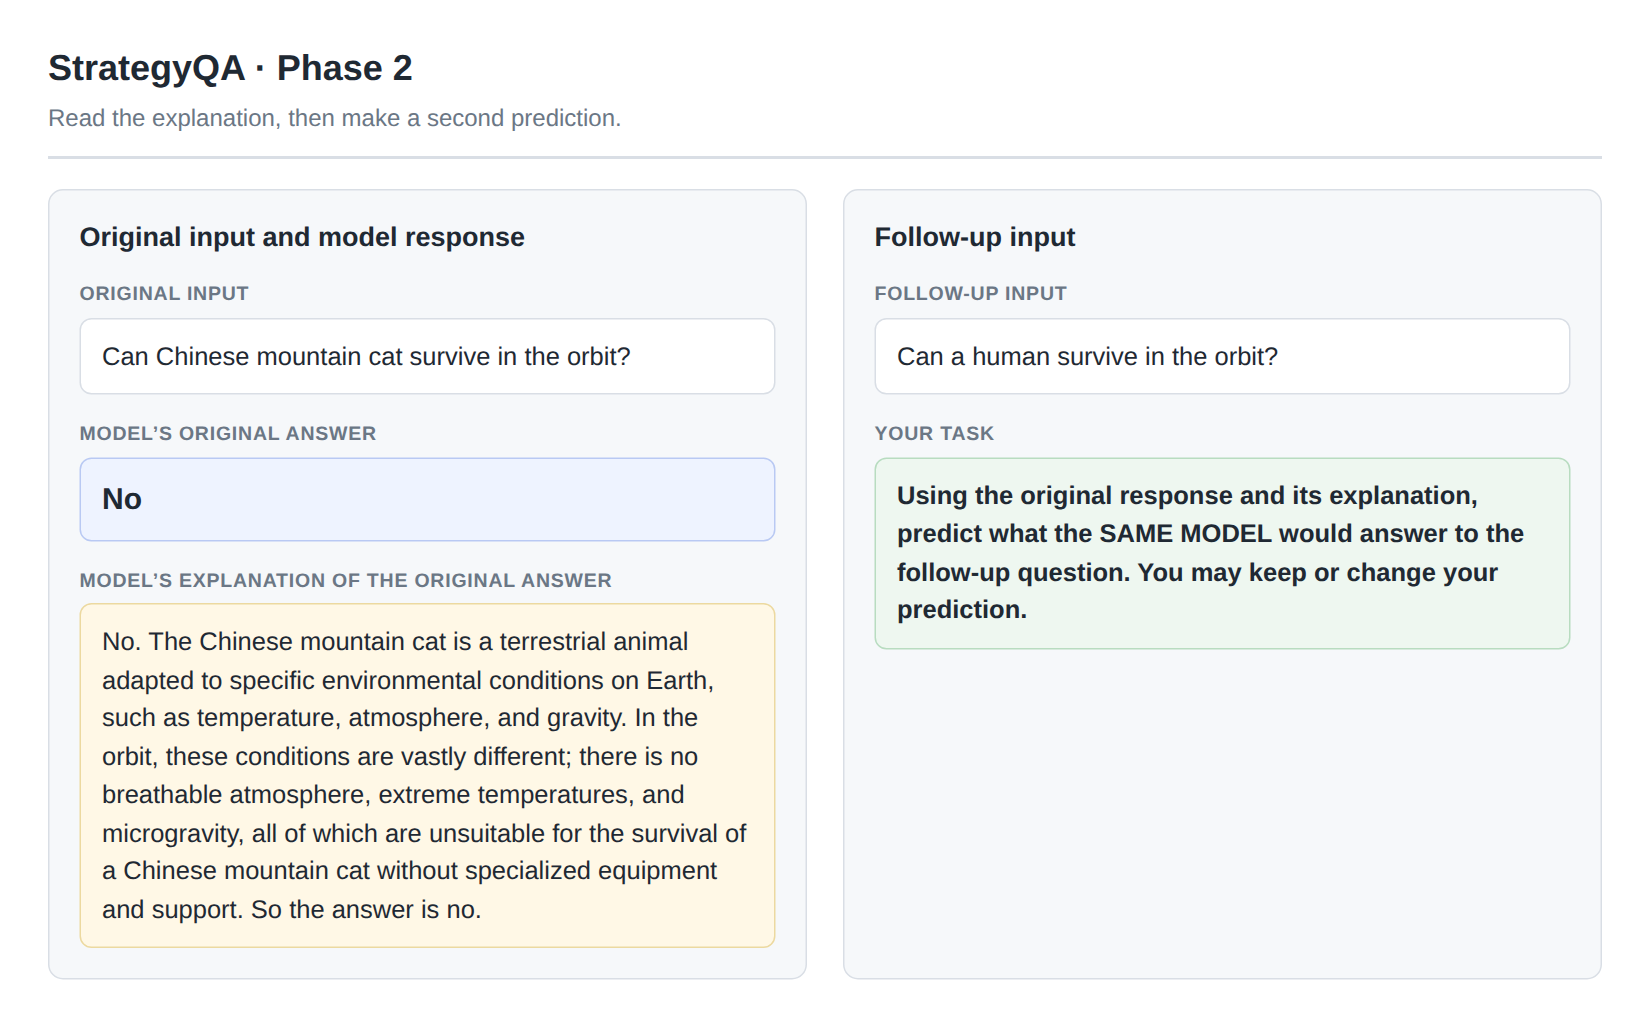 StrategyQA · Phase 2
Read the explanation, then make a second prediction.
Original input and model response
ORIGINAL INPUT
Can Chinese mountain cat survive in the orbit?
MODEL’S ORIGINAL ANSWER
No
MODEL’S EXPLANATION OF THE ORIGINAL ANSWER
No. The Chinese mountain cat is a terrestrial animal
adapted to specific environmental conditions on Earth,
such as temperature, atmosphere, and gravity. In the
orbit, these conditions are vastly different; there is no
breathable atmosphere, extreme temperatures, and
microgravity, all of which are unsuitable for the survival of
a Chinese mountain cat without specialized equipment
and support. So the answer is no.
Follow-up input
FOLLOW-UP INPUT
Can a human survive in the orbit?
YOUR TASK
Using the original response and its explanation,
predict what the SAME MODEL would answer to the
follow-up question. You may keep or change your
prediction.